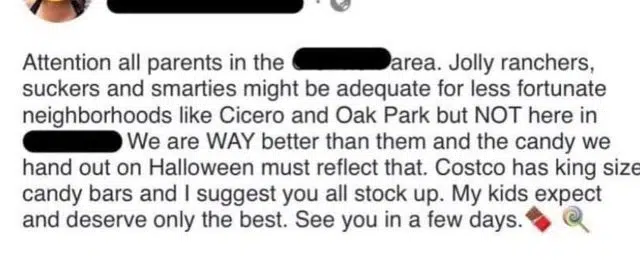 Attention all parents in the area. Jolly ranchers,
suckers and smarties might be adequate for less fortunate
neighborhoods like Cicero and Oak Park but NOT here in
We are WAY better than them and the candy we
hand out on Halloween must reflect that. Costco has king size
candy bars and I suggest you all stock up. My kids expect
and deserve only the best. See you in a few days.🍫🍭